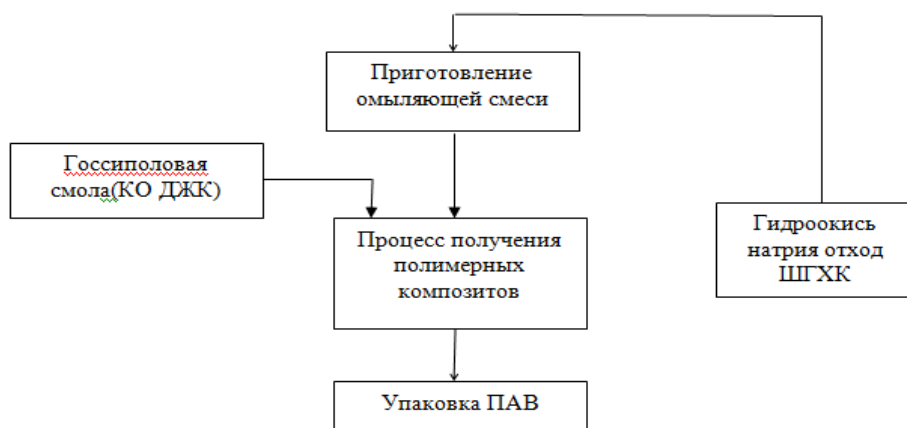 Приготовление
омыляющей смеси
Госсиполовая
смола(КО ДЖК)
Процесс получения
полимерных
композитов
Гидроокись
натрия отход
ШГХК
Упаковка ПАВ